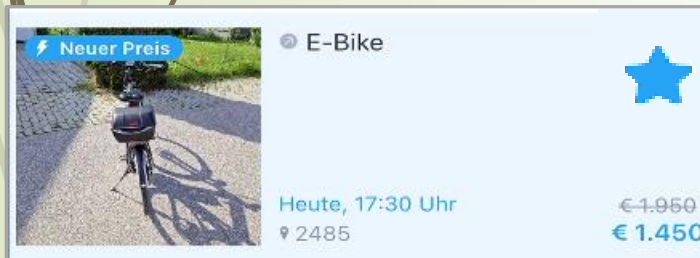 Neuer Preis
E-Bike
Heute, 17:30 Uhr
2485
€ 1.950
€ 1.450